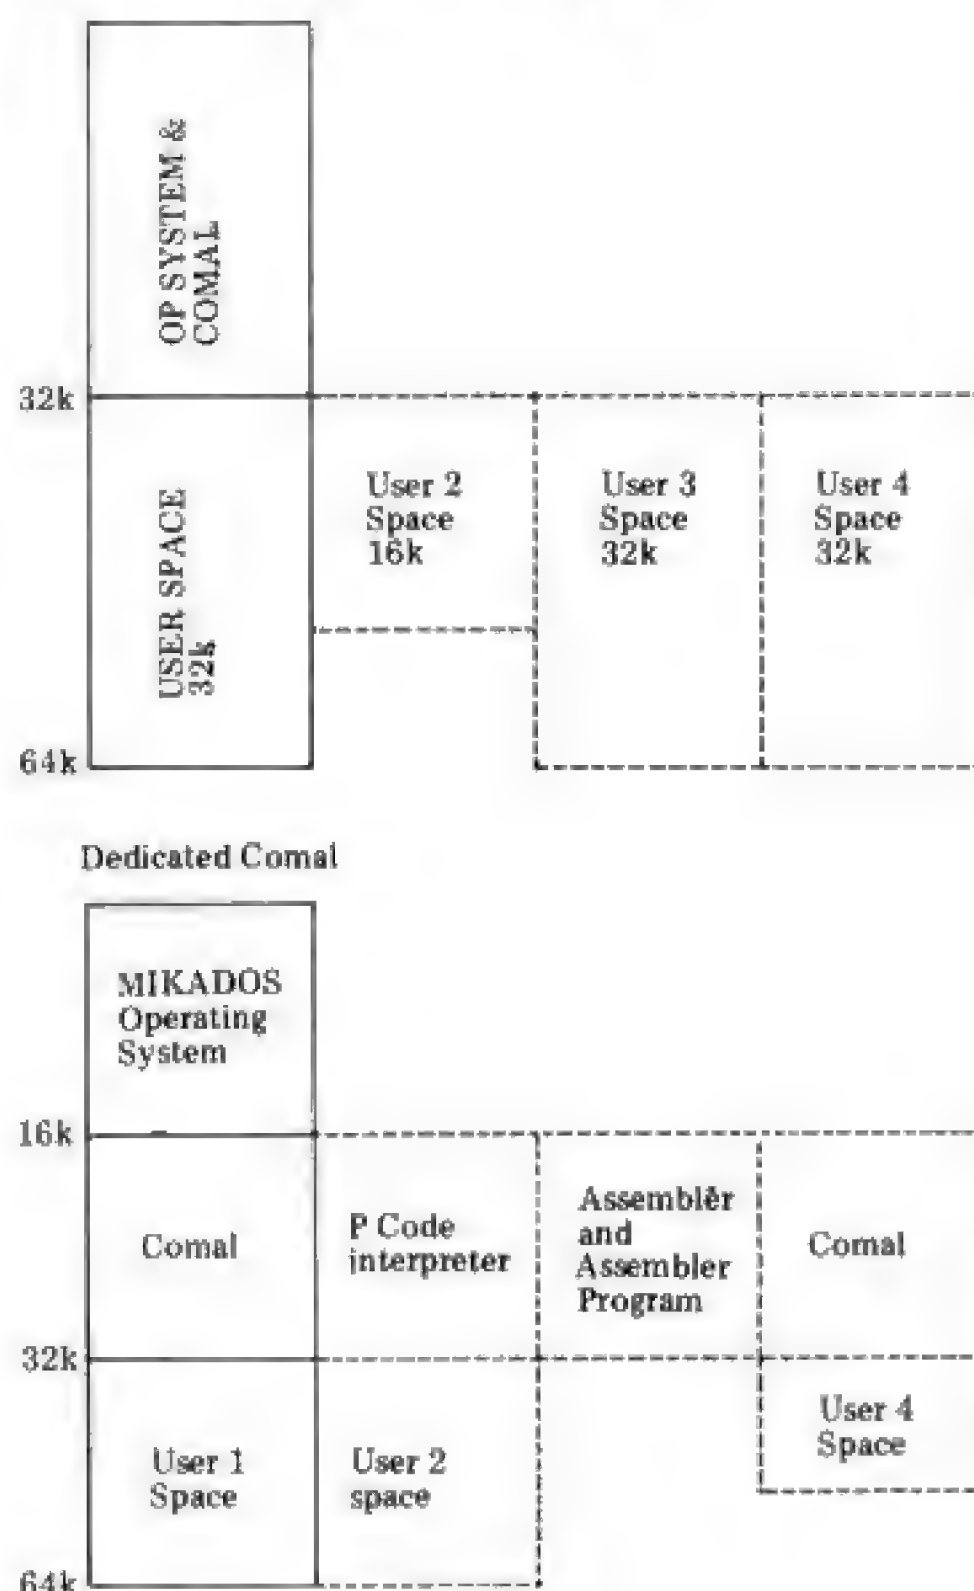 OP SYSTEM &
COMAL
32k
USER SPACE
32k
User 2
Space
16k
User 3
Space
32k
User 4
Space
32k
64k
Dedicated Comal
MIKADOS
Operating
System
16k
Comal
P Code
interpreter
Assembler
and
Assembler
Program
Comal
32k
User 1
Space
User 2
space
User 4
Space
64k